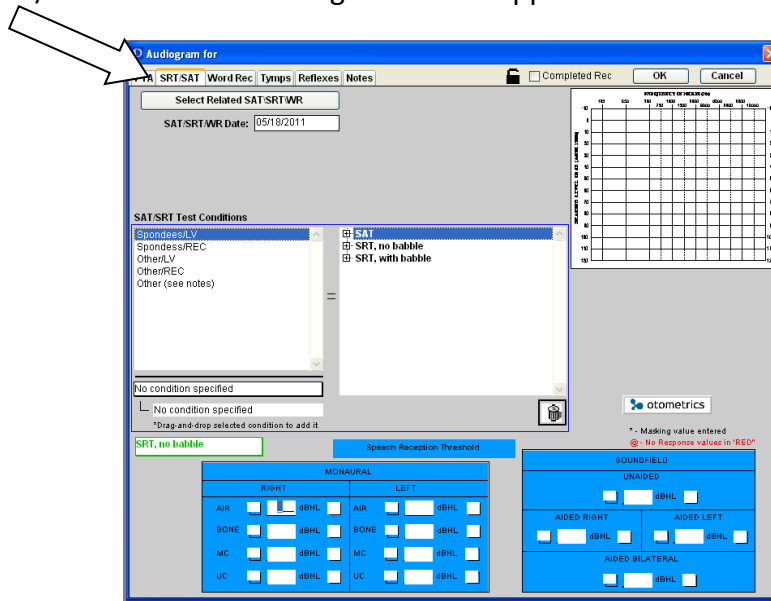 Audiogram for
SRT/SAT Word Rec Tymps Reflexes Notes
Completed Rec OK Cancel
Select Related SAT\SRT\WR
SAT/SRT/WR Date: 05/18/2011
SAT/SRT Test Conditions
Spondees/LV
Spondess/REC
Other/LV
Other/REC
Other (see notes)
=
SAT
SRT, no babble
SRT, with babble
No condition specified
No condition specified
*Drag-and-drop selected condition to add it
otometrics
* - Masking value entered
@ - No Response values in "RED"
SRT, no babble
Speech Reception Threshold
MONAURAL
RIGHT LEFT
AIR dBHL AIR dBHL
BONE dBHL BONE dBHL
MC dBHL MC dBHL
UC dBHL UC dBHL
SOUNDFIELD
UNAIDED
dBHL
AIDED RIGHT AIDED LEFT
dBHL dBHL
AIDED BILATERAL
dBHL